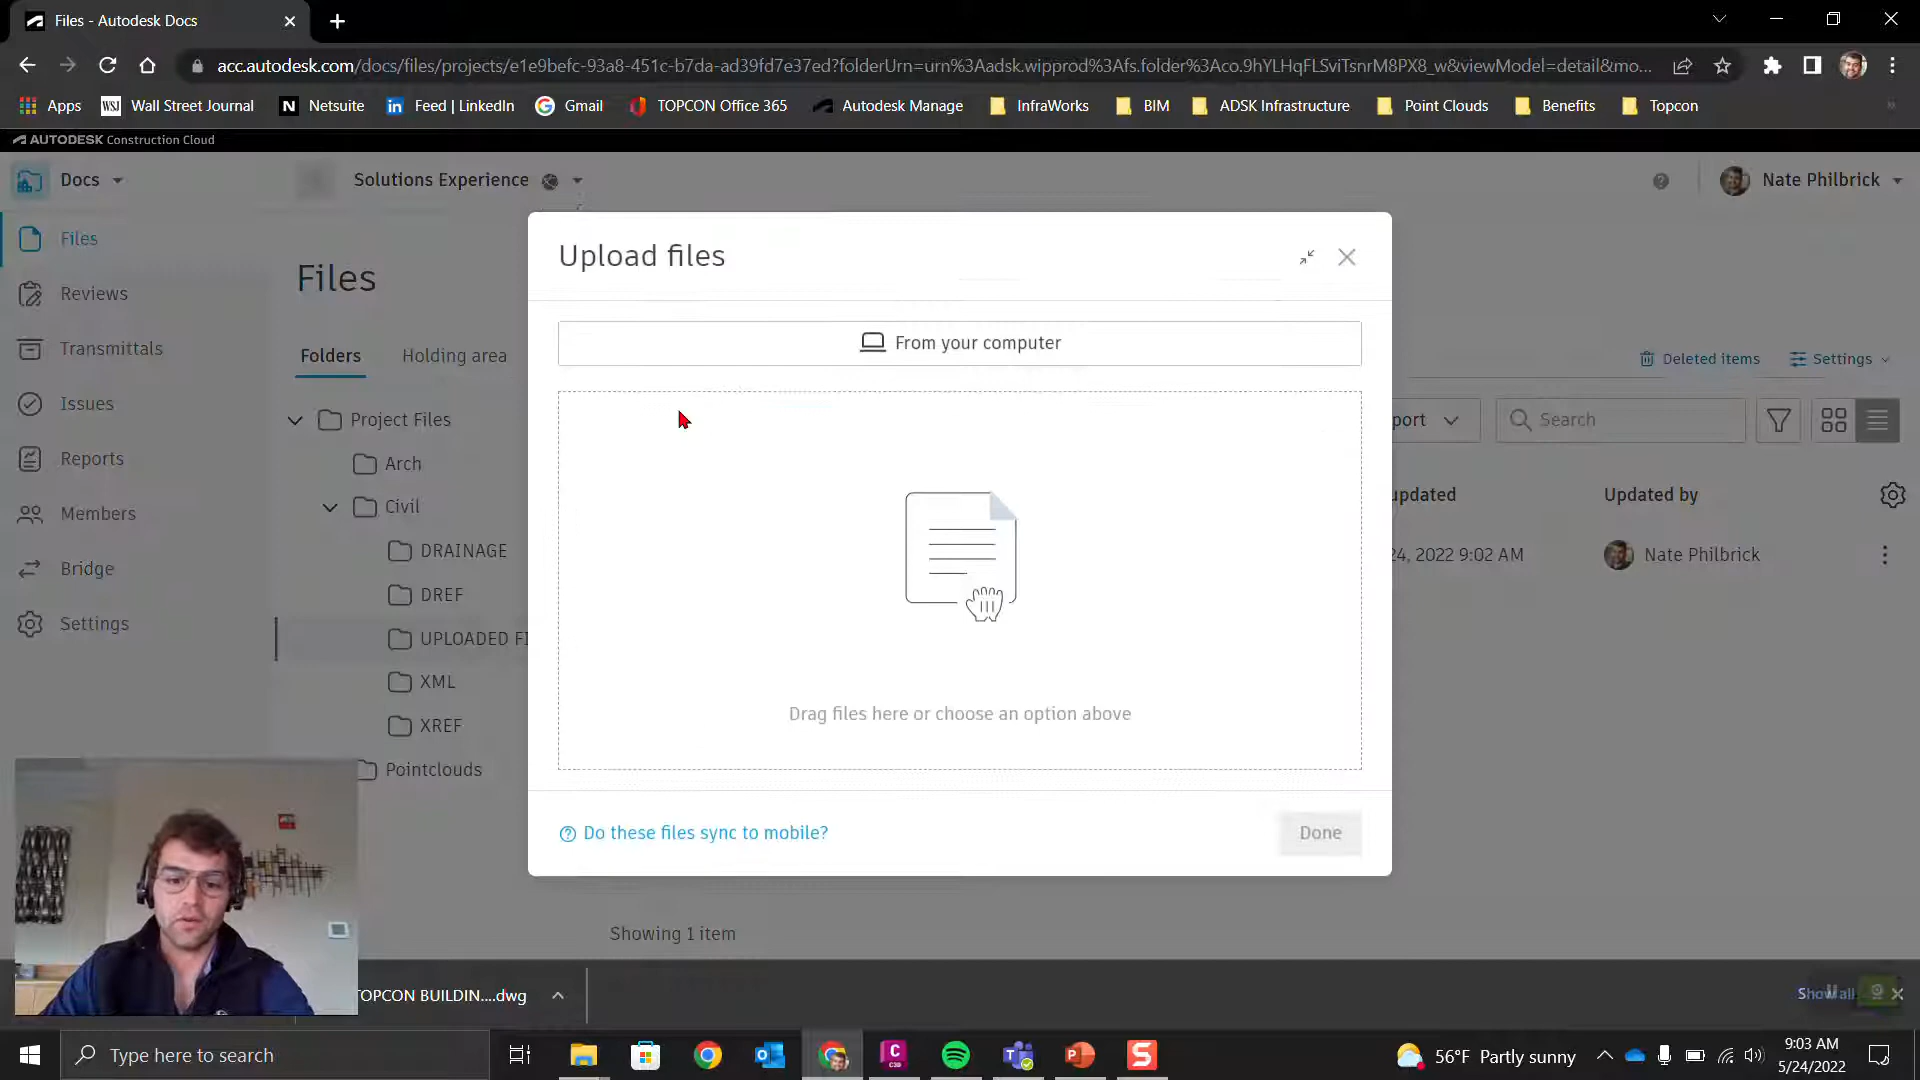 Files - Autodesk Docs
acc.autodesk.com/docs/files/projects/e1e9befc-93a8-451c-b7da-ad39fd7e37ed?folderUrn=urn%3Aadsk.wipprod%3Afs.folder%3Aco.9hYLHqFLSviTsnrM8PX8_w&viewModel=detail&mo...
Apps WSJ Wall Street Journal N Netsuite in Feed | LinkedIn G Gmail TOPCON Office 365 Autodesk Manage InfraWorks BIM ADSK Infrastructure Point Clouds Benefits Topcon
AUTODESK Construction Cloud
Docs Solutions Experience Nate Philbrick
Files
Reviews
Transmittals
Issues
Reports
Members
Bridge
Settings
Files
Folders Holding area
Deleted items Settings
Project Files
Arch
Civil
DRAINAGE
DREF
UPLOADED FI
XML
XREF
Pointclouds
Upload files
From your computer
Drag files here or choose an option above
Do these files sync to mobile? Done
port Search
updated Updated by
24, 2022 9:02 AM Nate Philbrick
Showing 1 item
TOPCON BUILDIN....dwg
Show all
Type here to search
56°F Partly sunny
9:03 AM
5/24/2022